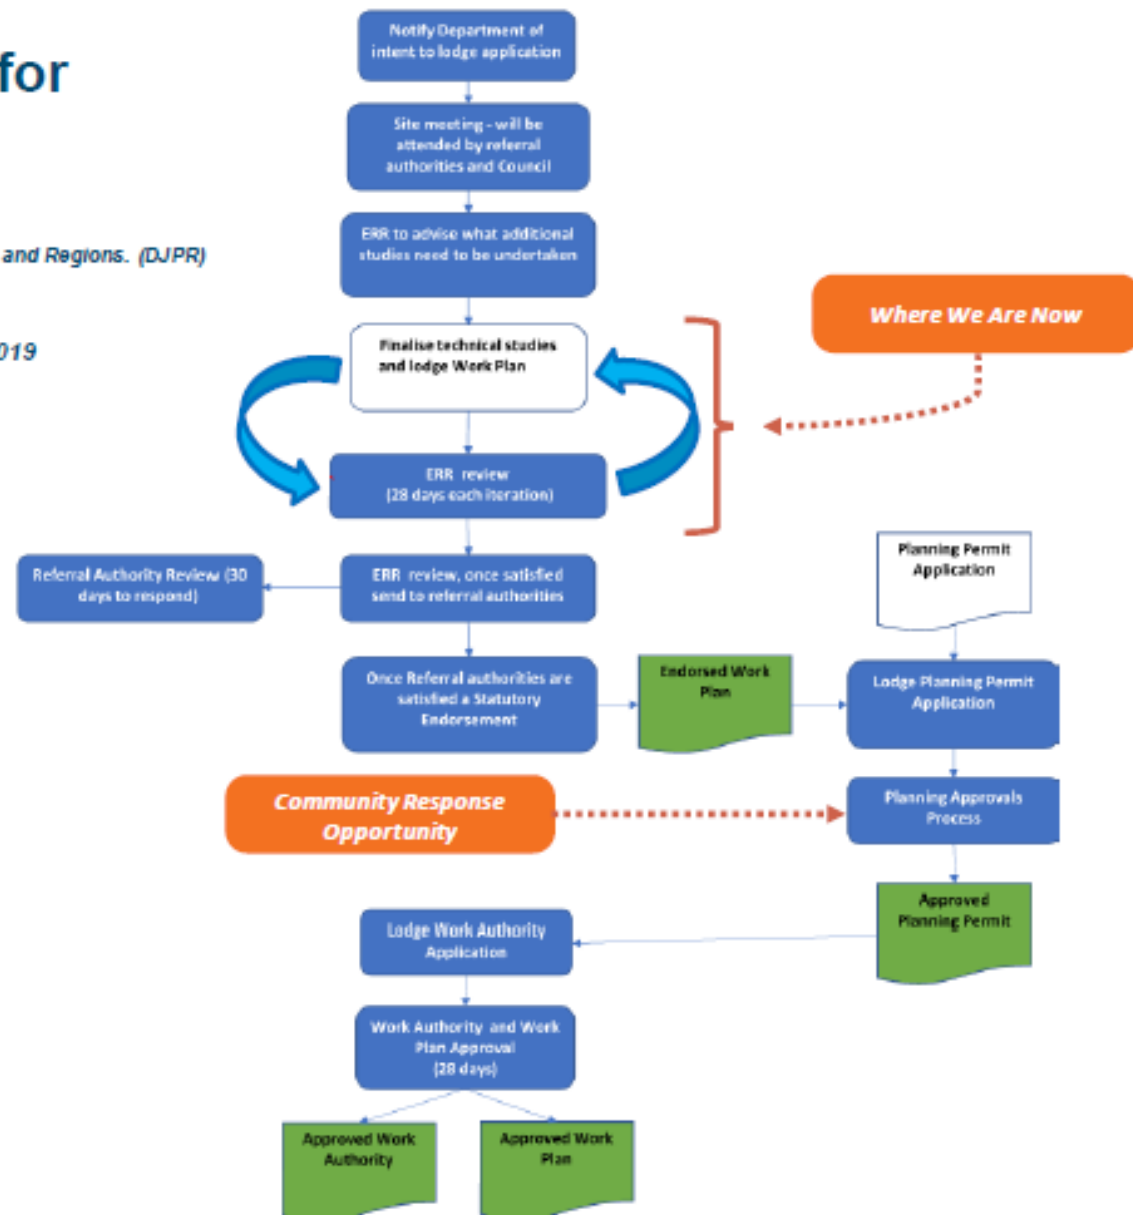 for
and Regions. (DJPR)
019
Notify Department of
intent to lodge application
Site meeting - will be
attended by referral
authorities and Council
ERR to advise what additional
studies need to be undertaken
Where We Are Now
Finalise technical studies
and lodge Work Plan
ERR review
(28 days each iteration)
Planning Permit
Application
Referral Authority Review (30
days to respond)
ERR review, once satisfied
send to referral authorities
Once Referral authorities are
satisfied a Statutory
Endorsement
Endorsed Work
Plan
Lodge Planning Permit
Application
Community Response
Opportunity
Planning Approvals
Process
Approved
Planning Permit
Lodge Work Authority
Application
Work Authority and Work
Plan Approval
(28 days)
Approved Work
Authority
Approved Work
Plan